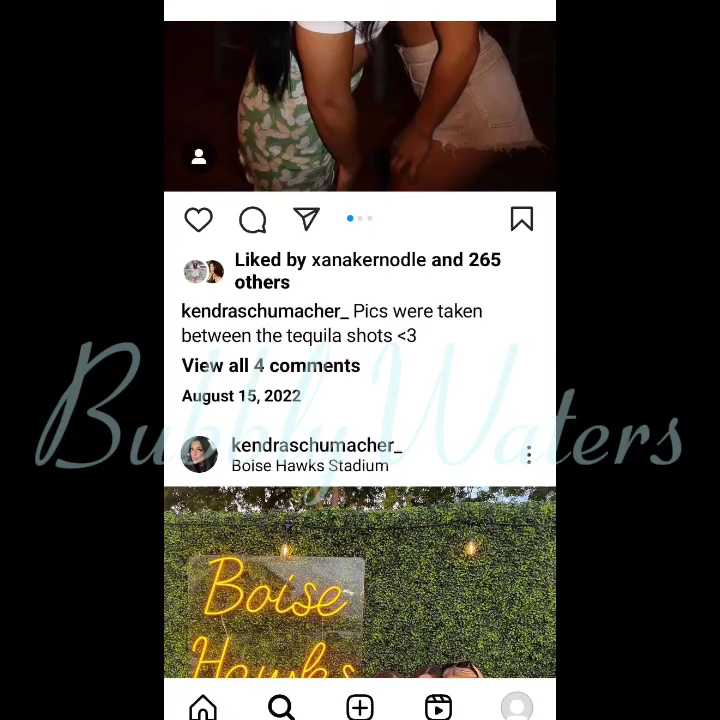 Liked by xanakernodle and 265
others
kendraschumacher_ Pics were taken
between the tequila shots <3
View all 4 comments
August 15, 2022
Bubbly Waters
kendraschumacher_
Boise Hawks Stadium
Boise
Hawks